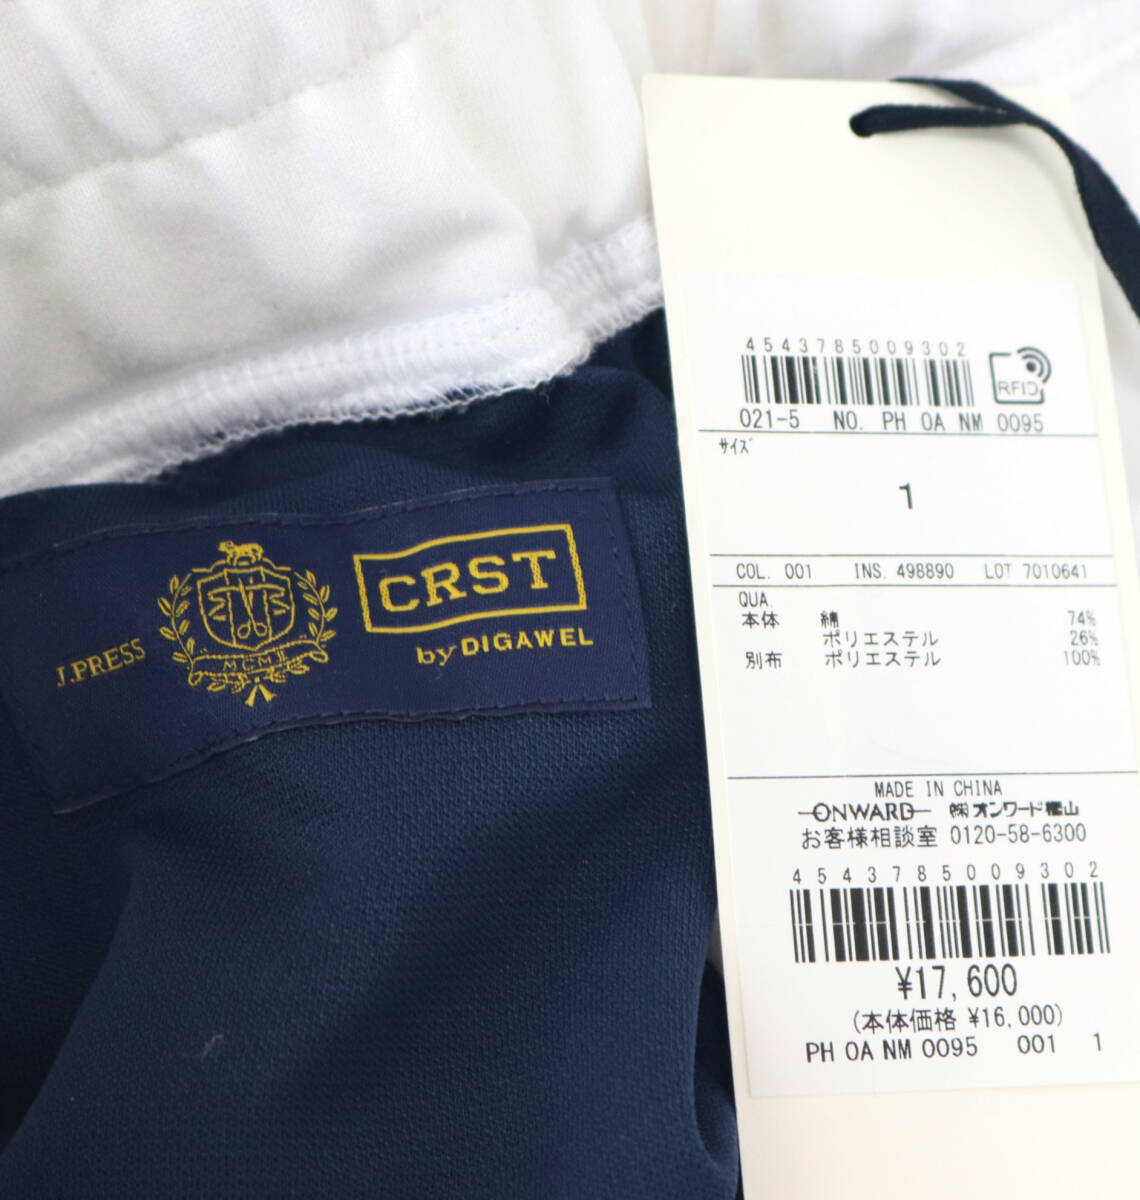 J.PRESS
MCMII
CRST
by DIGAWEL
4543785009302
RFID
021-5 NO. PH OA NM 0095
サイズ
1
COL. 001 INS. 498890 LOT 7010641
QUA.
本体 綿 74%
ポリエステル 26%
別布 ポリエステル 100%
MADE IN CHINA
ONWARD ㈱オンワード樫山
お客様相談室 0120-58-6300
4543785009302
¥17,600
(本体価格 ¥16,000)
PH OA NM 0095 001 1